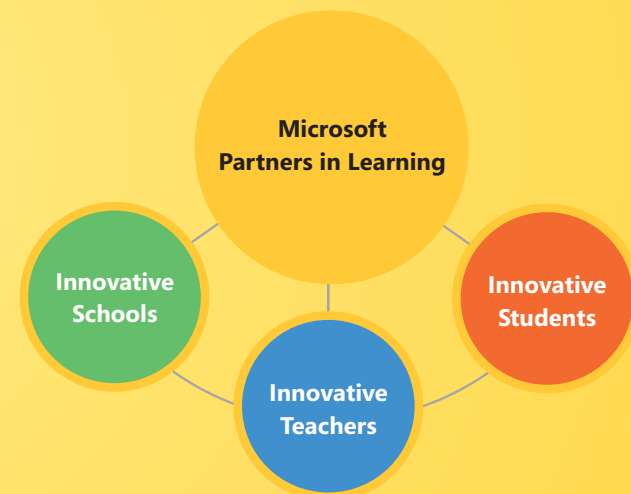 Microsoft
Partners in Learning
Innovative
Schools
Innovative
Teachers
Innovative
Students